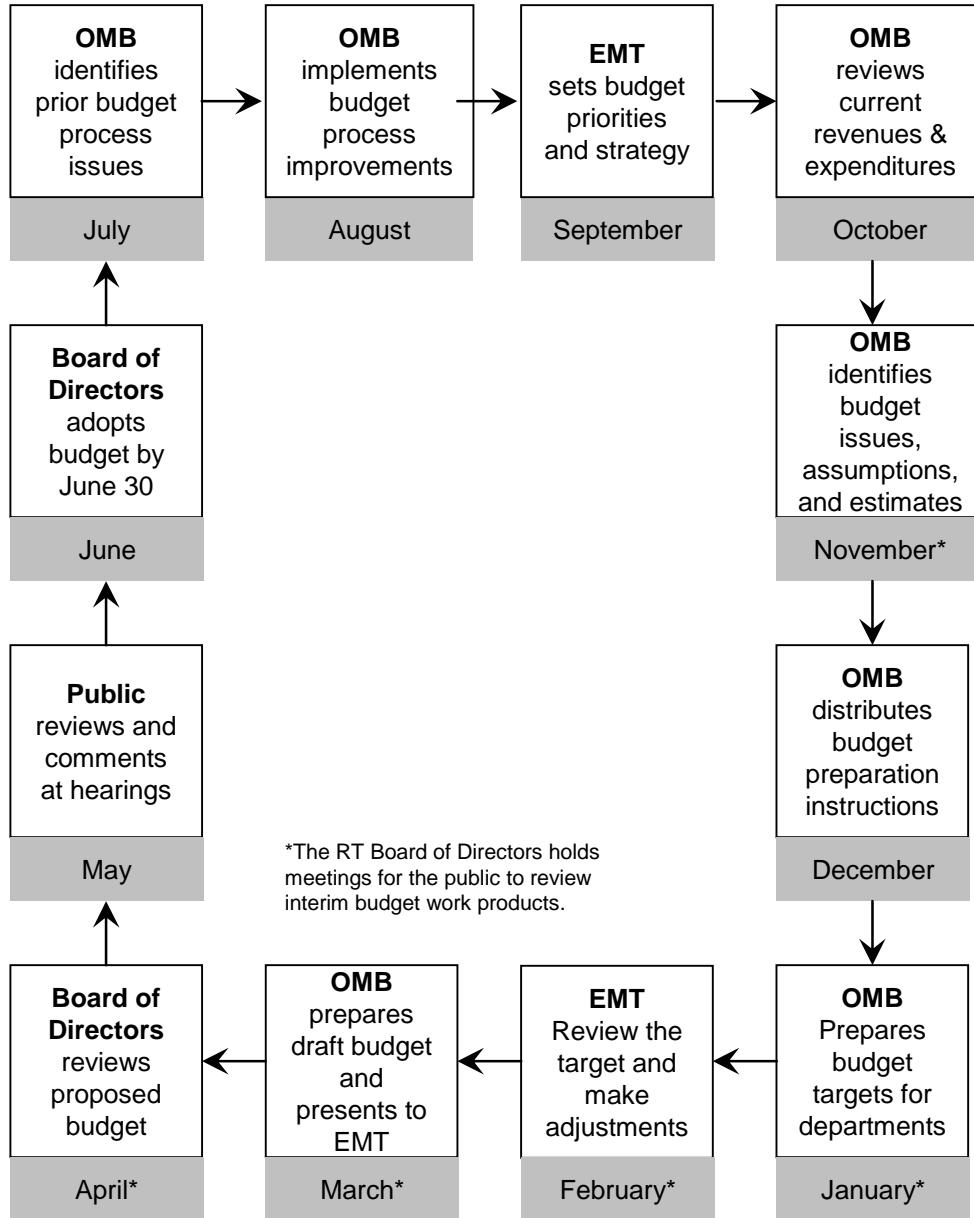 OMB
identifies
prior budget
process
issues
July
OMB
implements
budget
process
improvements
August
EMT
sets budget
priorities
and strategy
September
OMB
reviews
current
revenues &
expenditures
October
OMB
identifies
budget
issues,
assumptions,
and estimates
November*
OMB
distributes
budget
preparation
instructions
December
OMB
Prepares
budget
targets for
departments
January*
EMT
Review the
target and
make
adjustments
February*
OMB
prepares
draft budget
and
presents to
EMT
March*
Board of
Directors
reviews
proposed
budget
April*
Public
reviews and
comments
at hearings
May
Board of
Directors
adopts
budget by
June 30
June
*The RT Board of Directors holds
meetings for the public to review
interim budget work products.